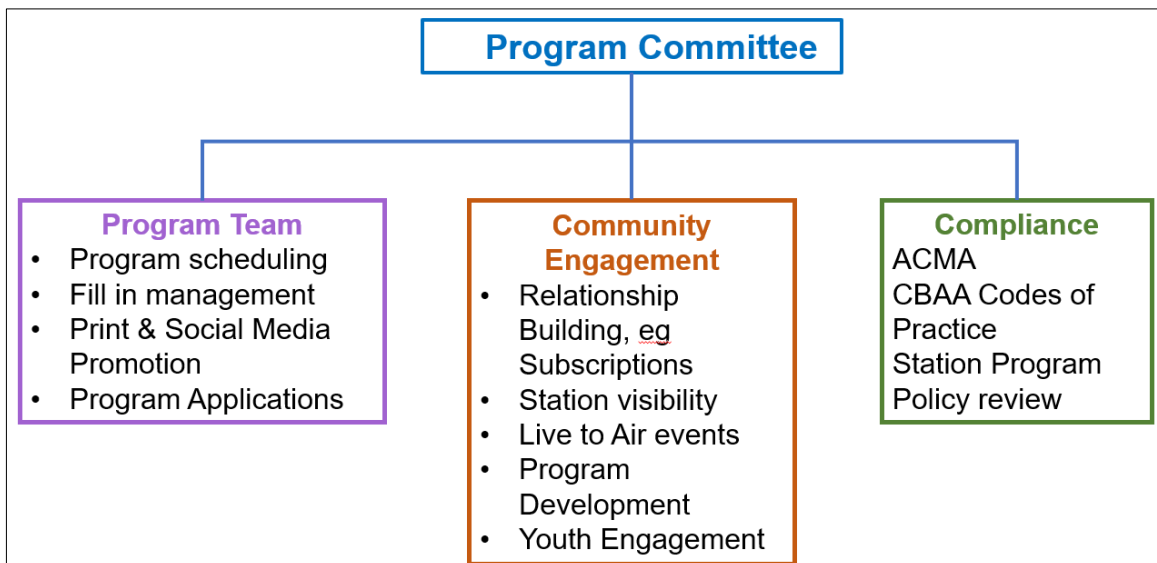 Program Committee
Program Team
• Program scheduling
• Fill in management
• Print & Social Media
Promotion
• Program Applications
Community
Engagement
• Relationship
Building, eg
Subscriptions
• Station visibility
• Live to Air events
• Program
Development
• Youth Engagement
Compliance
ACMA
CBAA Codes of
Practice
Station Program
Policy review